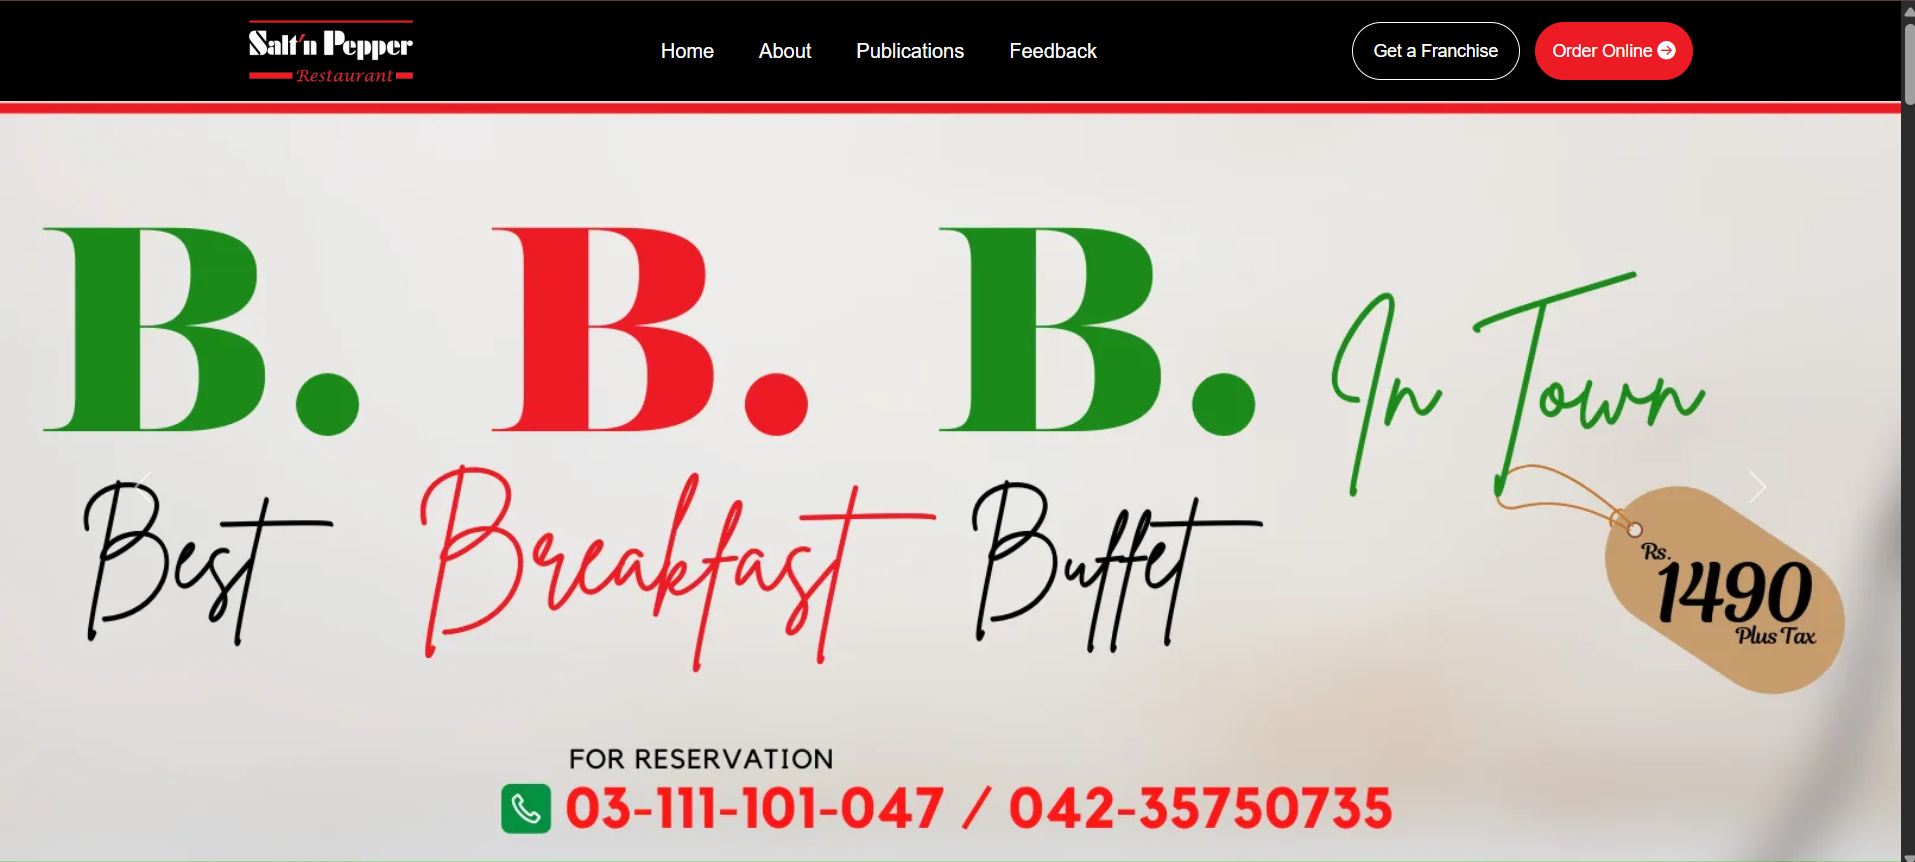 Salt'n Pepper
Restaurant
Home About Publications Feedback
Get a Franchise
Order Online
B. B. B. In Town
Best Breakfast Buffet
Rs.
1490
Plus Tax
FOR RESERVATION
03-111-101-047 / 042-35750735